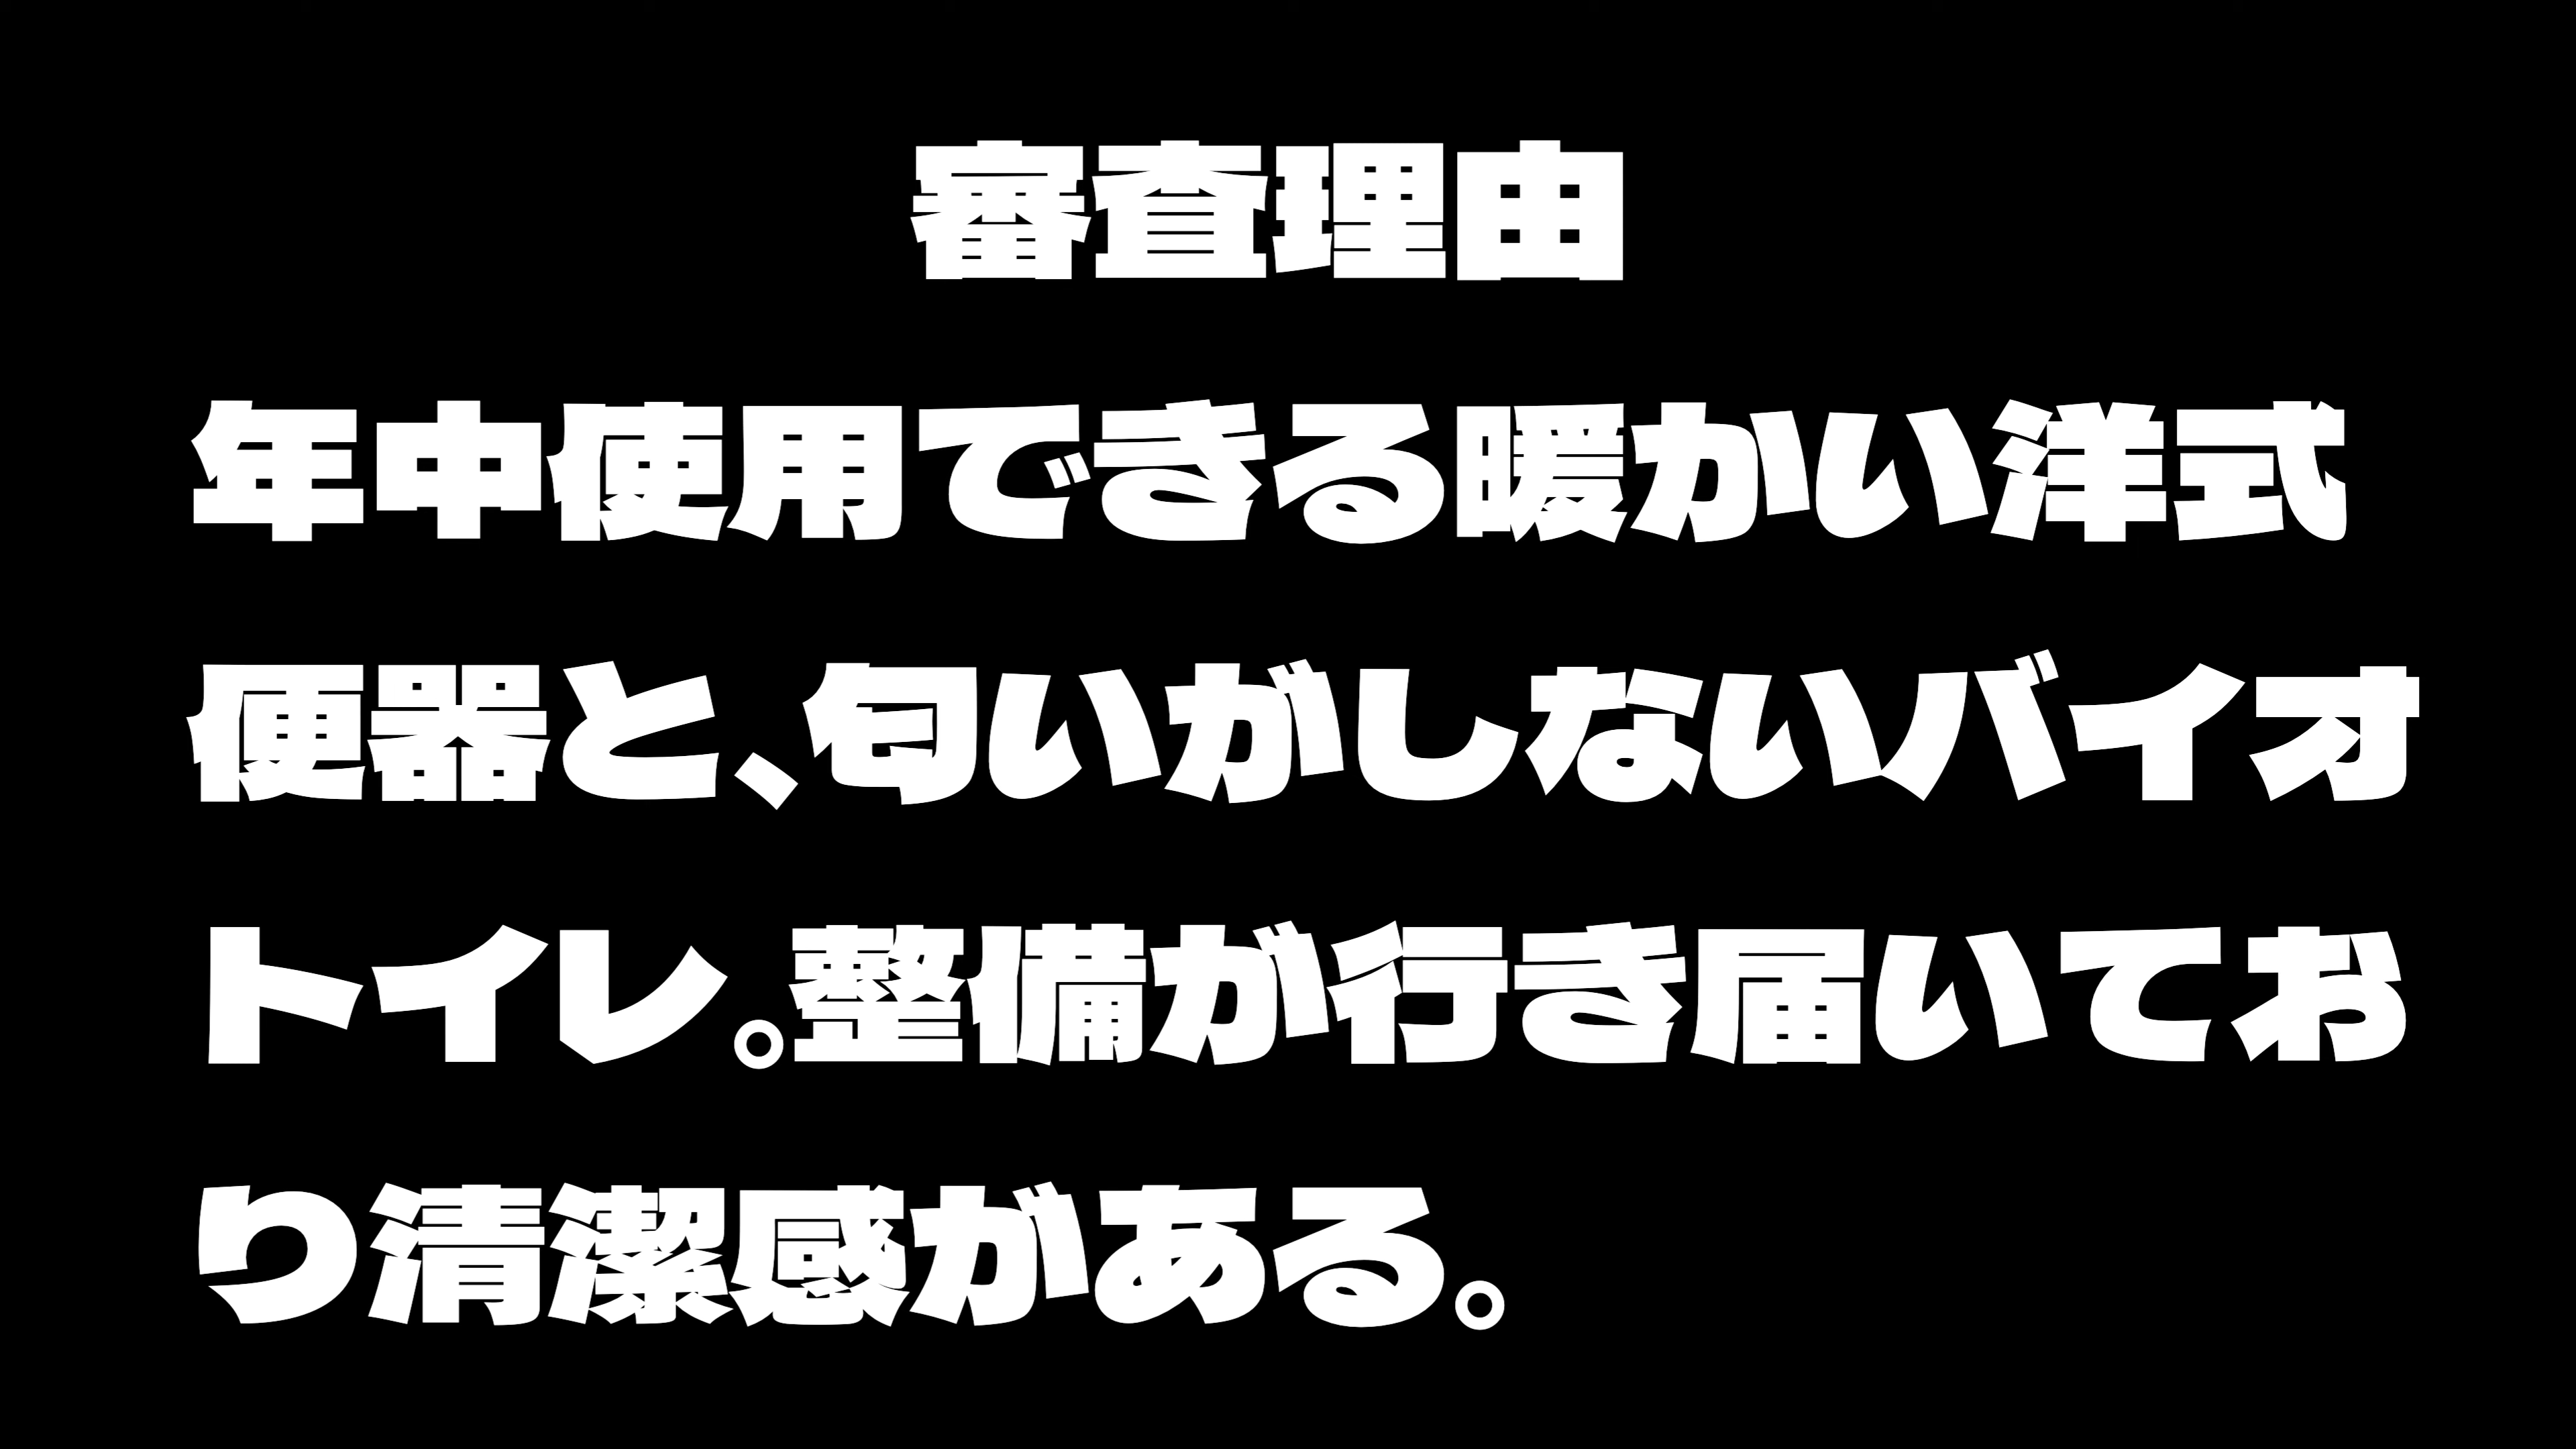 審査理由
年中使用できる暖かい洋式
便器と、匂いがしないバイオ
トイレ。整備が行き届いてお
り清潔感がある。